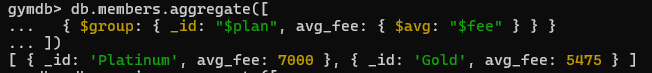 gymdb> db.members.aggregate([
...   { $group: { _id: "$plan", avg_fee: { $avg: "$fee" } } }
... ])
[ { _id: 'Platinum', avg_fee: 7000 }, { _id: 'Gold', avg_fee: 5475 } ]